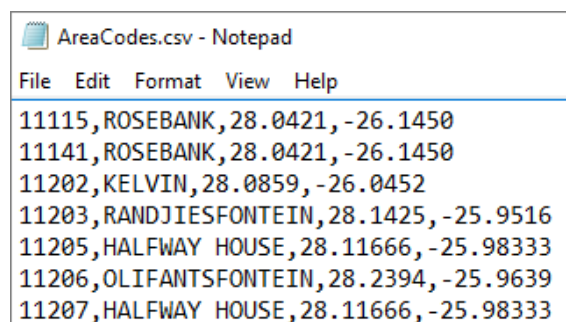 AreaCodes.csv - Notepad
File Edit Format View Help
11115,ROSEBANK,28.0421,-26.1450
11141,ROSEBANK,28.0421,-26.1450
11202,KELVIN,28.0859,-26.0452
11203,RANDJIESFONTEIN,28.1425,-25.9516
11205,HALFWAY HOUSE,28.11666,-25.98333
11206,OLIFANTSFONTEIN,28.2394,-25.9639
11207,HALFWAY HOUSE,28.11666,-25.98333